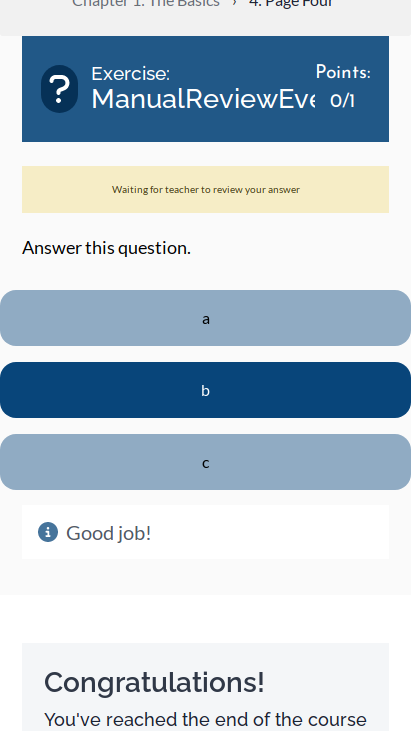 Chapter 1: The Basics › 4. Page Four
Exercise:
ManualReviewEve
Points:
0/1
Waiting for teacher to review your answer
Answer this question.
a
b
c
Good job!
Congratulations!
You've reached the end of the course